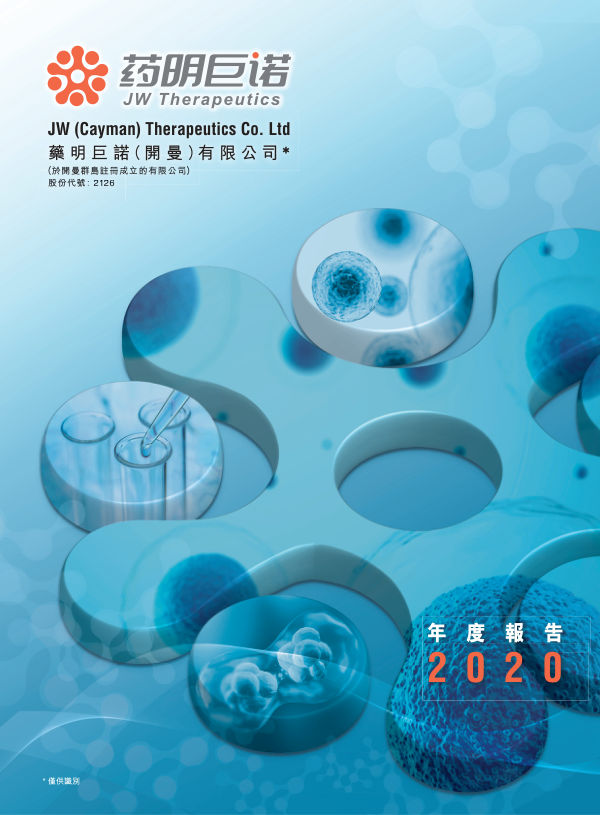 药明巨诺
JW Therapeutics
JW (Cayman) Therapeutics Co. Ltd
藥明巨諾(開曼)有限公司*
(於開曼群島註冊成立的有限公司)
股份代號: 2126
年度報告
2020
* 僅供識別